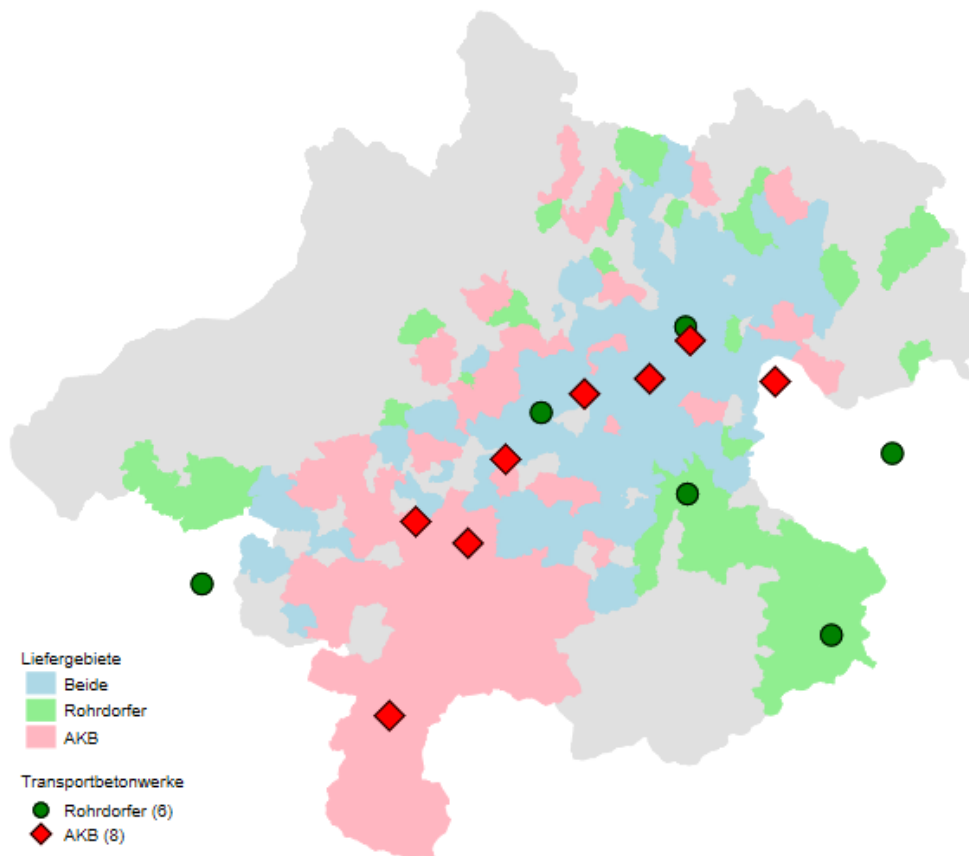 Liefergebiete
Beide
Rohrdorfer
AKB
Transportbetonwerke
Rohrdorfer (6)
AKB (8)